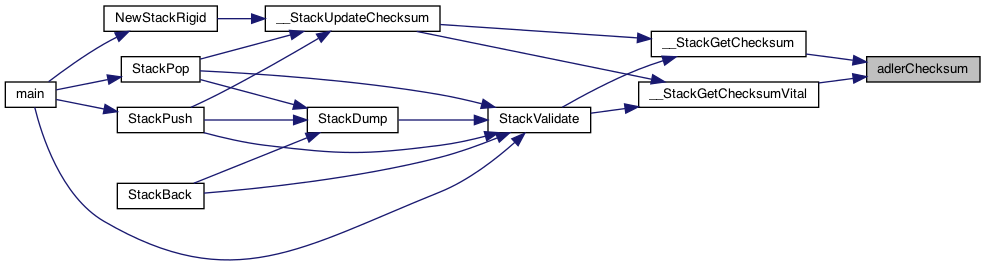 main
NewStackRigid
StackPop
StackPush
StackBack
__StackUpdateChecksum
StackDump
StackValidate
__StackGetChecksum
__StackGetChecksumVital
adlerChecksum